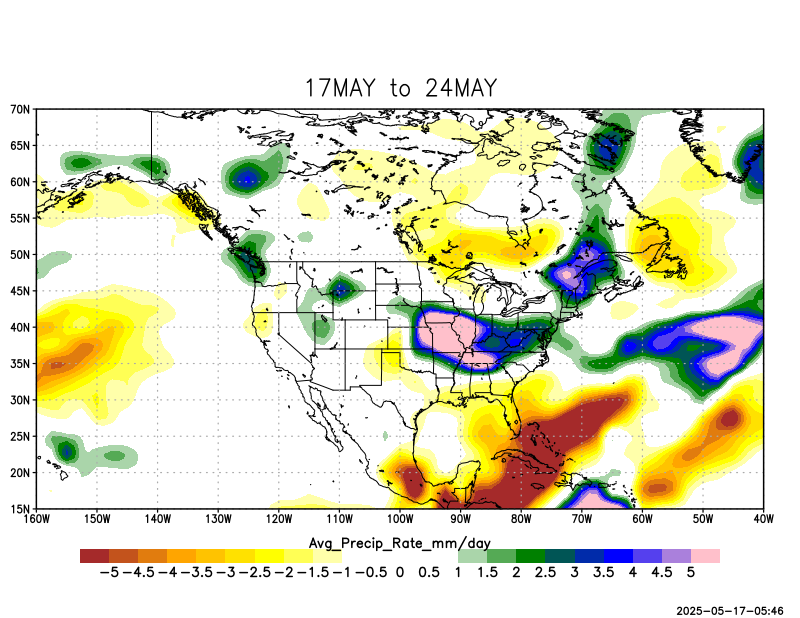 17MAY to 24MAY
70N
65N
60N
55N
50N
45N
40N
35N
30N
25N
20N
15N
160W 150W 140W 130W 120W 110W 100W 90W 80W 70W 60W 50W 40W
Avg_Precip_Rate_mm/day
-5 -4.5 -4 -3.5 -3 -2.5 -2 -1.5 -1 -0.5 0 0.5 1 1.5 2 2.5 3 3.5 4 4.5 5
2025-05-17-05:46